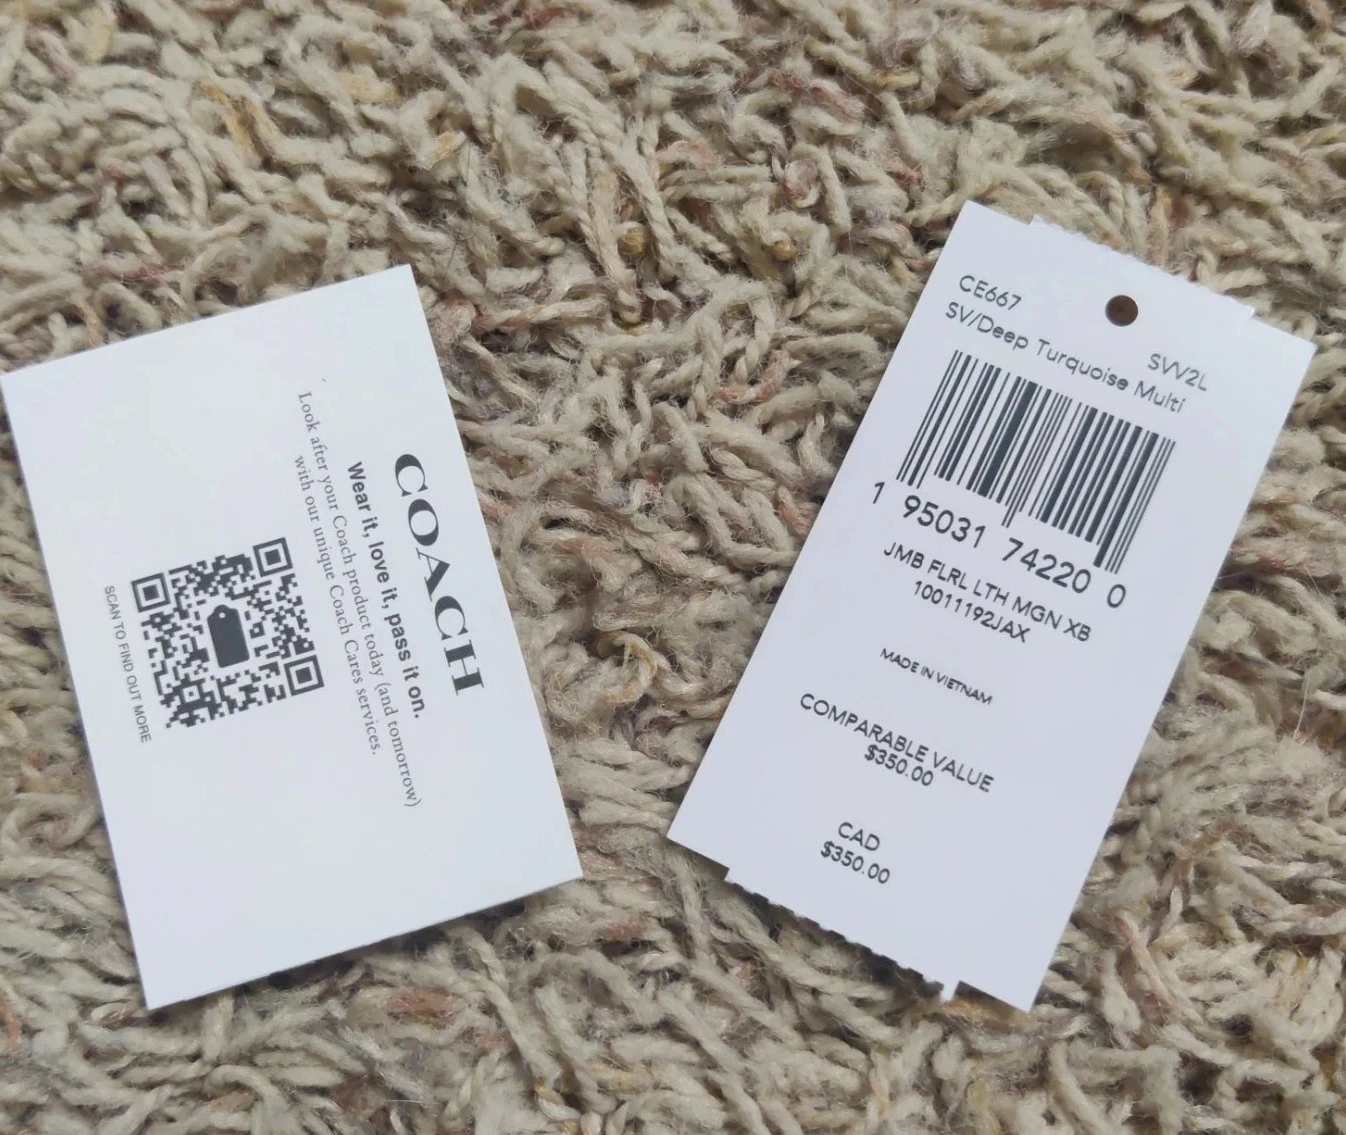 COACH
Wear it, love it, pass it on.
Look after your Coach product today (and tomorrow)
with our unique Coach Cares services.
SCAN TO FIND OUT MORE
CE667
SVV2L
SV/Deep Turquoise Multi
1 95031 74220 0
JMB FLRL LTH MGN XB
10011192JAX
MADE IN VIETNAM
COMPARABLE VALUE
$350.00
CAD
$350.00